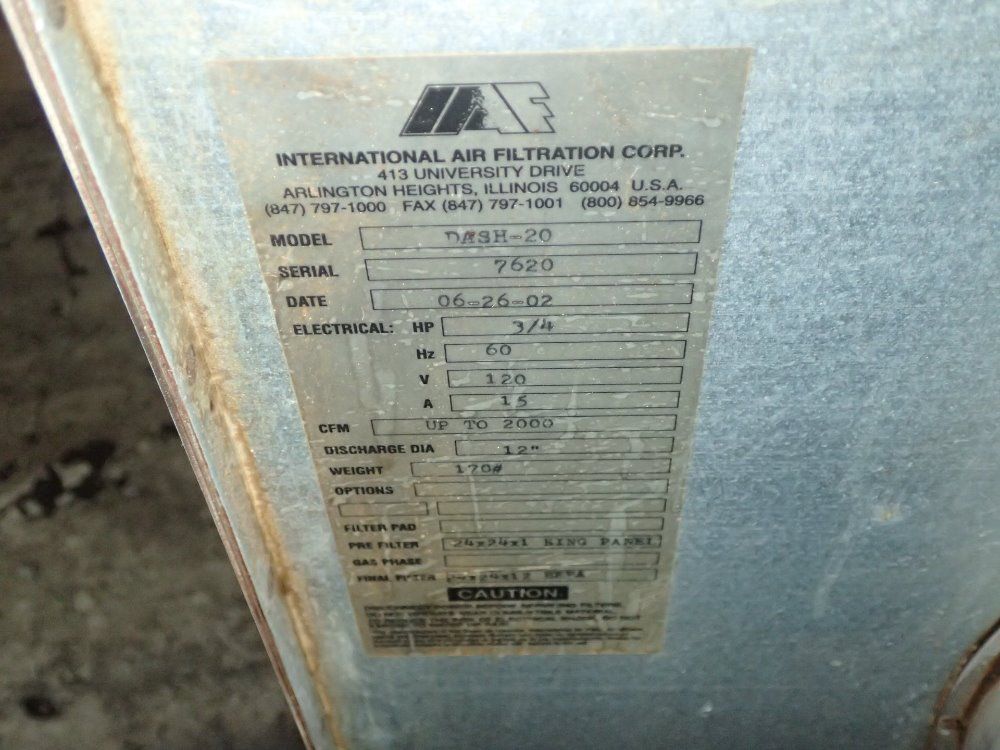 IAF
INTERNATIONAL AIR FILTRATION CORP.
413 UNIVERSITY DRIVE
ARLINGTON HEIGHTS, ILLINOIS 60004 U.S.A.
(847) 797-1000 FAX (847) 797-1001 (800) 854-9966
MODEL DASH-20
SERIAL 7620
DATE 06-26-02
ELECTRICAL: HP 3/4
Hz 60
V 120
A 15
CFM UP TO 2000
DISCHARGE DIA 12"
WEIGHT 170#
OPTIONS
FILTER PAD
PRE FILTER 24x24x1 RING PANEL
GAS PHASE
FINAL FILTER 24x24x12 HEPA
CAUTION